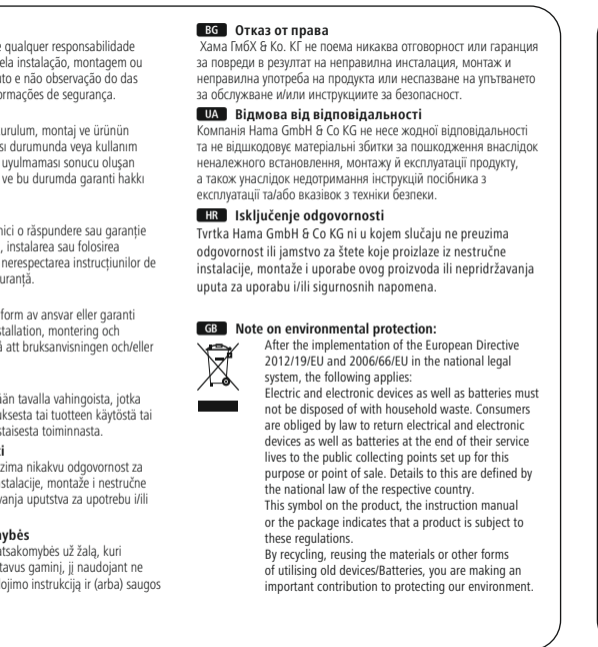 e qualquer responsabilidade
ela instalação, montagem ou
uto e não observação do das
ormações de segurança.
urulum, montaj ve ürünün
sı durumunda veya kullanım
uyulmaması sonucu oluşan
ve bu durumda garanti hakkı
nici o răspundere sau garanție
, instalarea sau folosirea
nerespectarea instrucțiunilor de
uranță.
form av ansvar eller garanti
stallation, montering och
å att bruksanvisningen och/eller
ään tavalla vahingoista, jotka
uksesta tai tuotteen käytöstä tai
staisesta toiminnasta.
ti
zima nikakvu odgovornost za
nstalacije, montaže i nestručne
vanja uputstva za upotrebu i/ili
nybės
atsakomybės už žalą, kuri
tavus gaminį, jį naudojant ne
lojimo instrukciją ir (arba) saugos
BG Отказ от права
Хама ГмбХ & Ко. КГ не поема никаква отговорност или гаранция
за повреди в резултат на неправилна инсталация, монтаж и
неправилна употреба на продукта или неспазване на упътването
за обслужване и/или инструкциите за безопасност.
UA Відмова від відповідальності
Компанія Hama GmbH & Co KG не несе жодної відповідальності
та не відшкодовує матеріальні збитки за пошкодження внаслідок
неналежного встановлення, монтажу й експлуатації продукту,
а також унаслідок недотримання інструкцій посібника з
експлуатації та/або вказівок з техніки безпеки.
HR Isključenje odgovornosti
Tvrtka Hama GmbH & Co KG ni u kojem slučaju ne preuzima
odgovornost ili jamstvo za štete koje proizlaze iz nestručne
instalacije, montaže i uporabe ovog proizvoda ili nepridržavanja
uputa za uporabu i/ili sigurnosnih napomena.
GB Note on environmental protection:
After the implementation of the European Directive
2012/19/EU and 2006/66/EU in the national legal
system, the following applies:
Electric and electronic devices as well as batteries must
not be disposed of with household waste. Consumers
are obliged by law to return electrical and electronic
devices as well as batteries at the end of their service
lives to the public collecting points set up for this
purpose or point of sale. Details to this are defined by
the national law of the respective country.
This symbol on the product, the instruction manual
or the package indicates that a product is subject to
these regulations.
By recycling, reusing the materials or other forms
of utilising old devices/Batteries, you are making an
important contribution to protecting our environment.